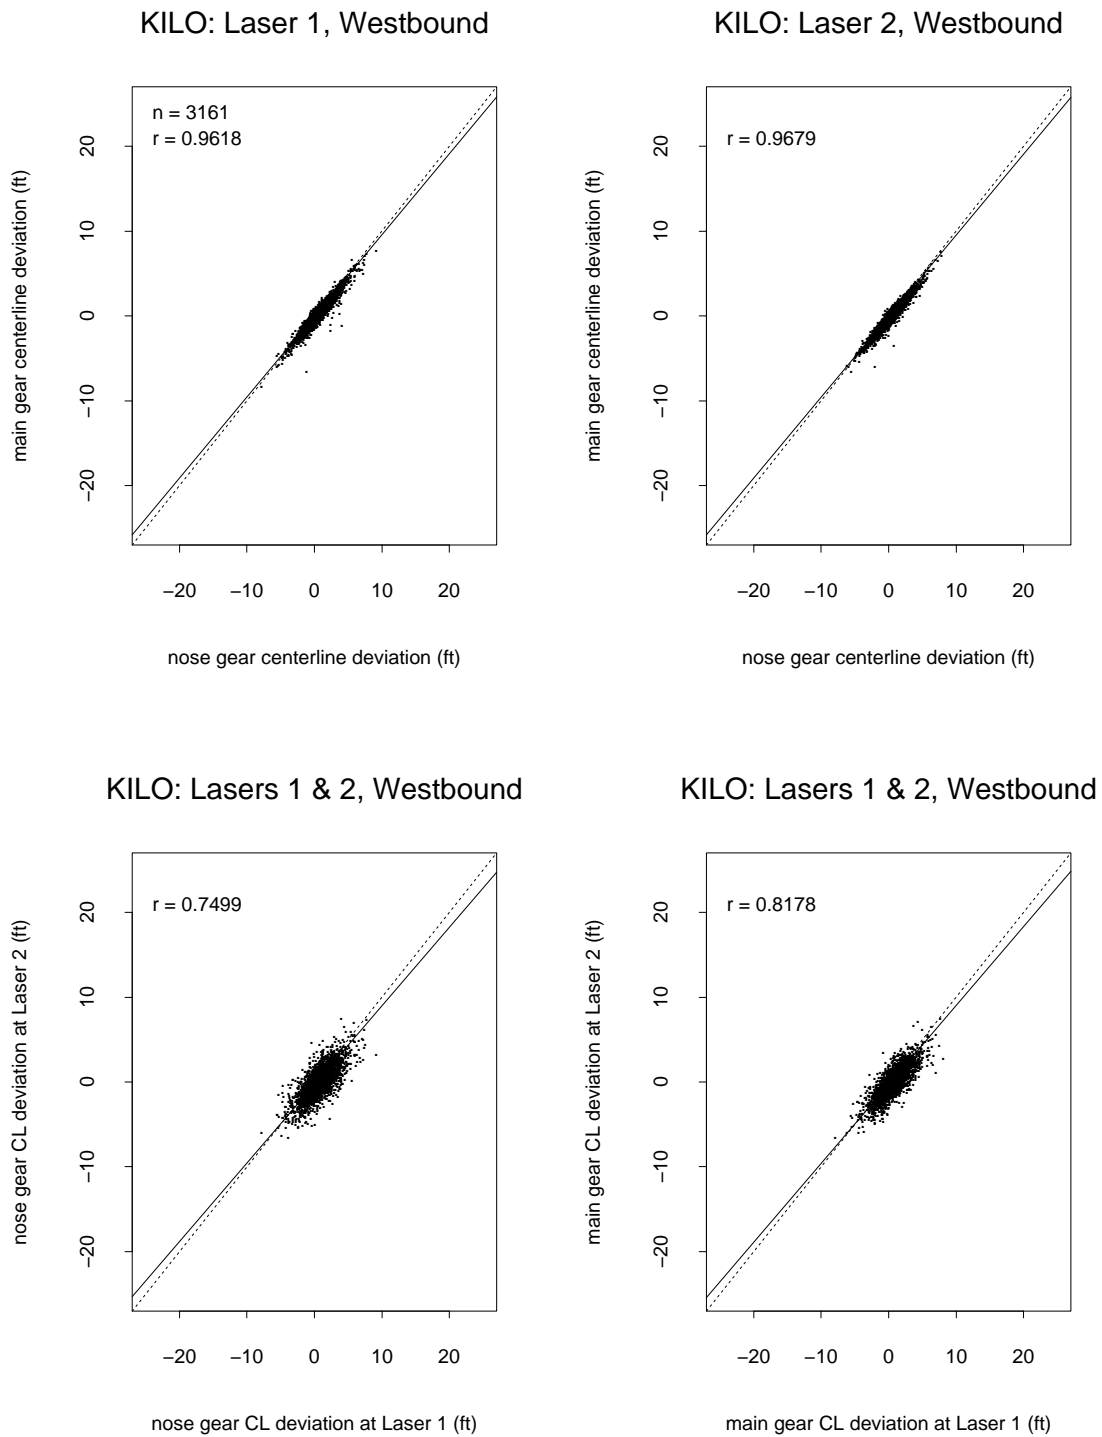 KILO: Laser 1, Westbound
n = 3161
r = 0.9618
main gear centerline deviation (ft)
20
10
0
−10
−20
−20 −10 0 10 20
nose gear centerline deviation (ft)
KILO: Laser 2, Westbound
r = 0.9679
main gear centerline deviation (ft)
20
10
0
−10
−20
−20 −10 0 10 20
nose gear centerline deviation (ft)
KILO: Lasers 1 & 2, Westbound
r = 0.7499
nose gear CL deviation at Laser 2 (ft)
20
10
0
−10
−20
−20 −10 0 10 20
nose gear CL deviation at Laser 1 (ft)
KILO: Lasers 1 & 2, Westbound
r = 0.8178
main gear CL deviation at Laser 2 (ft)
20
10
0
−10
−20
−20 −10 0 10 20
main gear CL deviation at Laser 1 (ft)